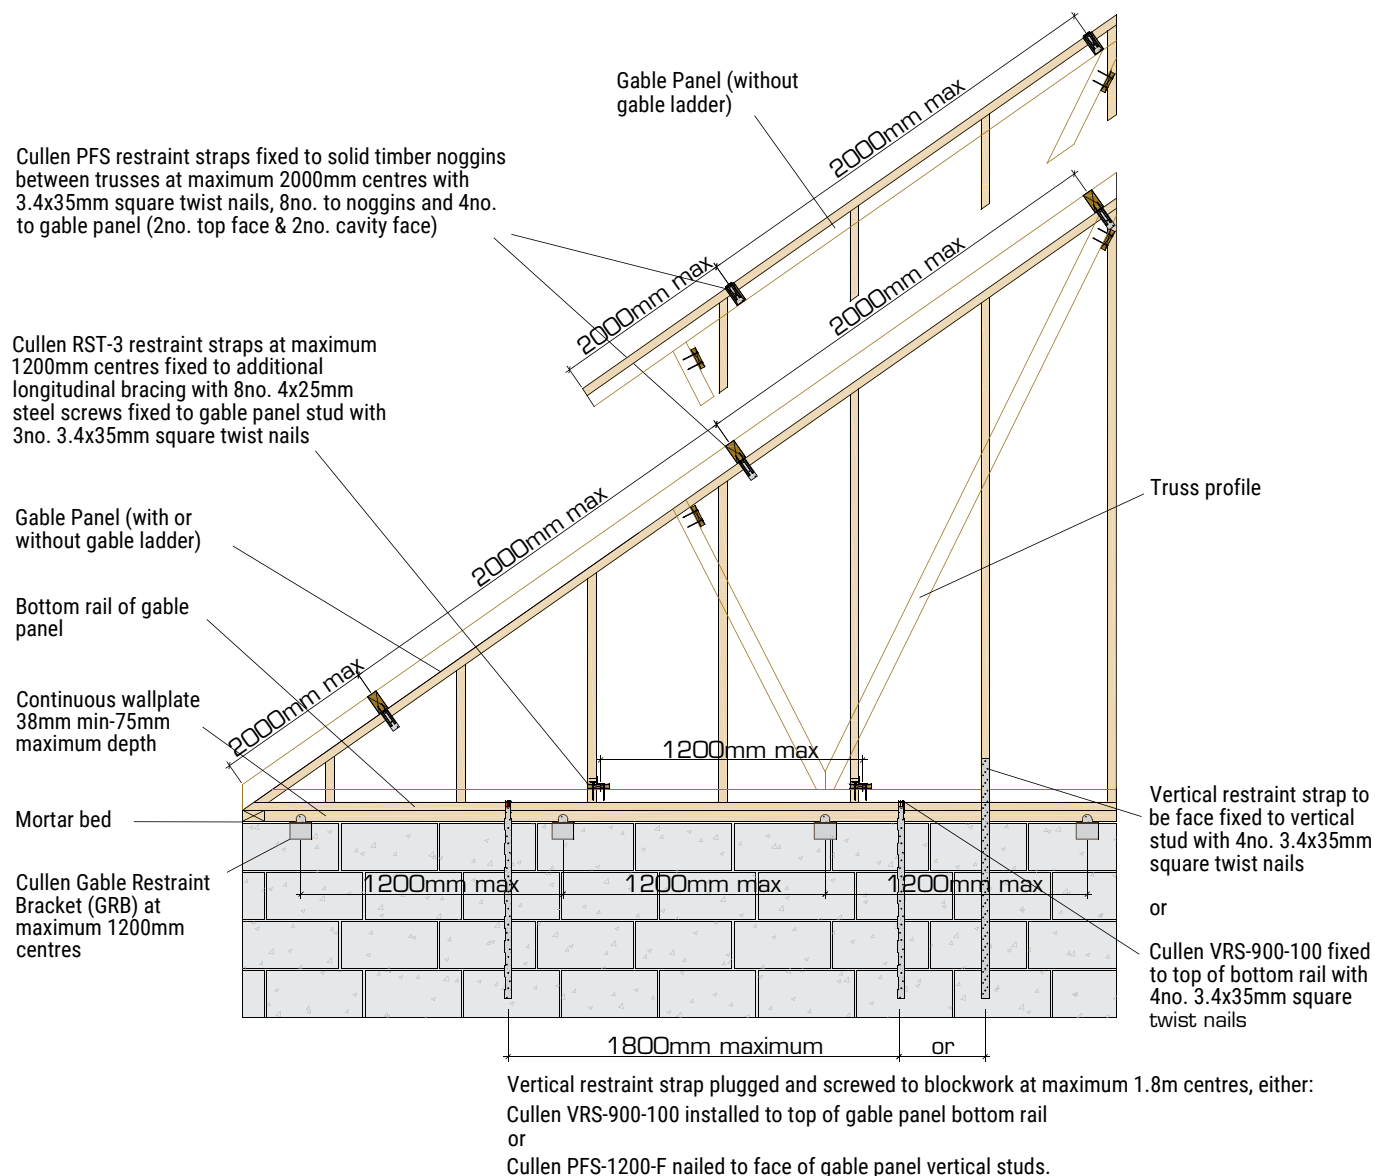 Gable Panel (without
gable ladder)
2000mm max
Cullen PFS restraint straps fixed to solid timber noggins
between trusses at maximum 2000mm centres with
3.4x35mm square twist nails, 8no. to noggins and 4no.
to gable panel (2no. top face & 2no. cavity face)
2000mm max
2000mm max
Cullen RST-3 restraint straps at maximum
1200mm centres fixed to additional
longitudinal bracing with 8no. 4x25mm
steel screws fixed to gable panel stud with
3no. 3.4x35mm square twist nails
Truss profile
2000mm max
Gable Panel (with or
without gable ladder)
Bottom rail of gable
panel
2000mm max
Continuous wallplate
38mm min-75mm
maximum depth
1200mm max
Mortar bed
Vertical restraint strap to
be face fixed to vertical
stud with 4no. 3.4x35mm
square twist nails
or
Cullen VRS-900-100 fixed
to top of bottom rail with
4no. 3.4x35mm square
twist nails
Cullen Gable Restraint
Bracket (GRB) at
maximum 1200mm
centres
1200mm max
1200mm max
1200mm max
1800mm maximum
or
Vertical restraint strap plugged and screwed to blockwork at maximum 1.8m centres, either:
Cullen VRS-900-100 installed to top of gable panel bottom rail
or
Cullen PFS-1200-F nailed to face of gable panel vertical studs.